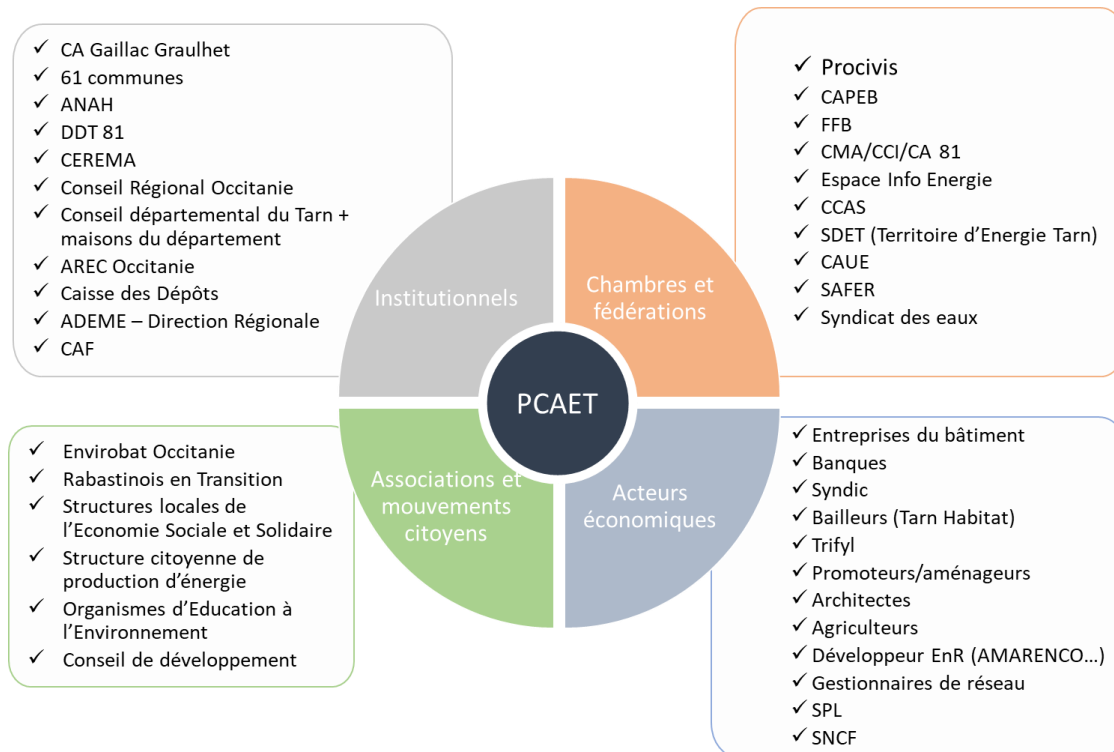 CA Gaillac Graulhet
61 communes
ANAH
DDT 81
CEREMA
Conseil Régional Occitanie
Conseil départemental du Tarn +
maisons du département
AREC Occitanie
Caisse des Dépôts
ADEME – Direction Régionale
CAF
Procivis
CAPEB
FFB
CMA/CCI/CA 81
Espace Info Energie
CCAS
SDET (Territoire d'Energie Tarn)
CAUE
SAFER
Syndicat des eaux
Institutionnels
Chambres et
fédérations
PCAET
Associations et
mouvements
citoyens
Acteurs
économiques
Envirobat Occitanie
Rabastinois en Transition
Structures locales de
l'Economie Sociale et Solidaire
Structure citoyenne de
production d'énergie
Organismes d'Education à
l'Environnement
Conseil de développement
Entreprises du bâtiment
Banques
Syndic
Bailleurs (Tarn Habitat)
Trifyl
Promoteurs/aménageurs
Architectes
Agriculteurs
Développeur EnR (AMARENCO…)
Gestionnaires de réseau
SPL
SNCF